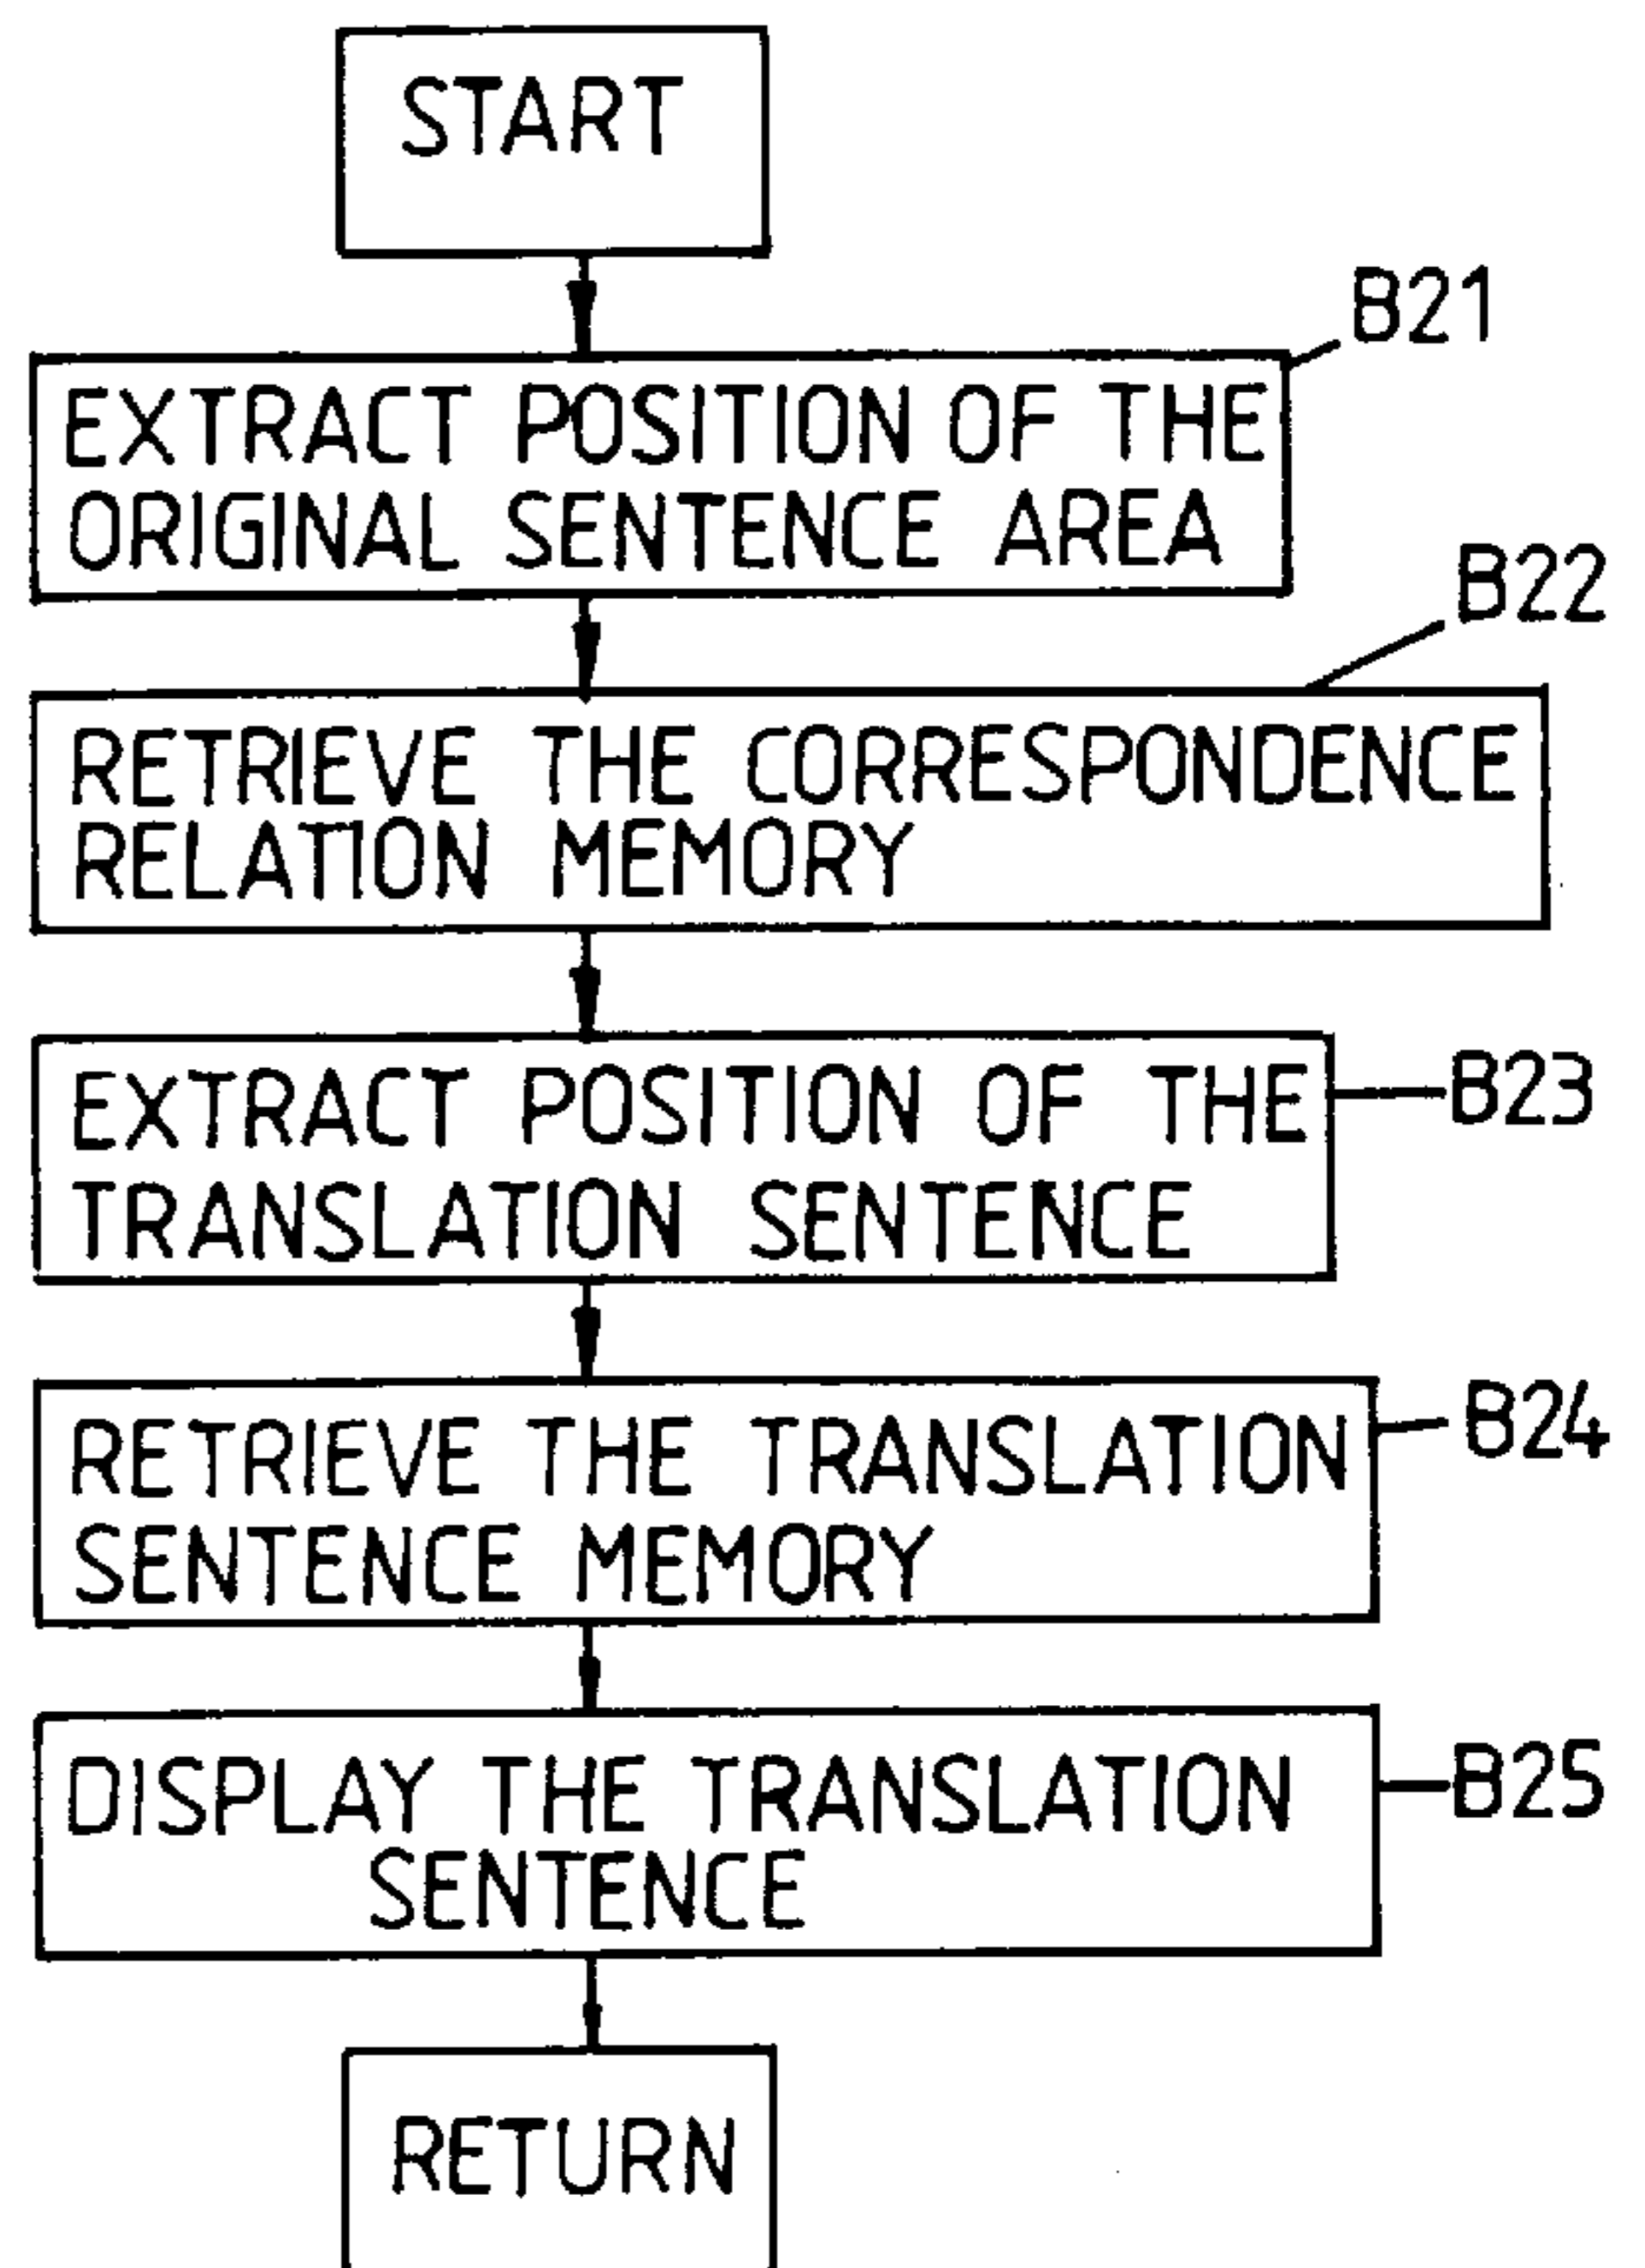 START
B21
EXTRACT POSITION OF THE
ORIGINAL SENTENCE AREA
B22
RETRIEVE THE CORRESPONDENCE
RELATION MEMORY
EXTRACT POSITION OF THE
B23
TRANSLATION SENTENCE
RETRIEVE THE TRANSLATION
B24
SENTENCE MEMORY
DISPLAY THE TRANSLATION
B25
SENTENCE
RETURN